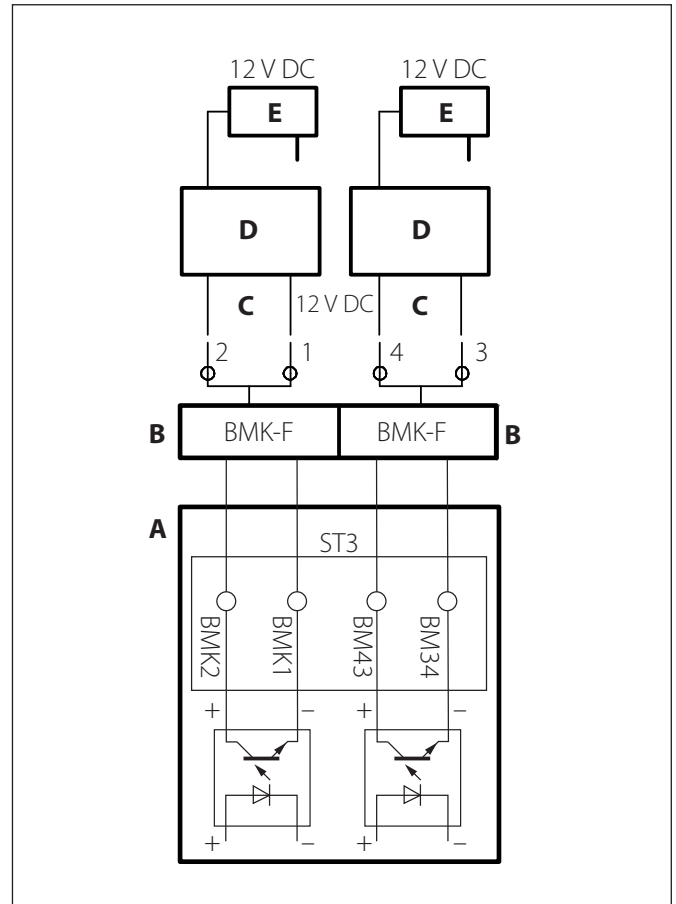 12 V DC 12 V DC
E E
D D
C 12 V DC C
2 1 4 3
B BMK-F BMK-F B
A
ST3
BMK2 BMK1 BM43 BM34
+ − + −
+ − + −